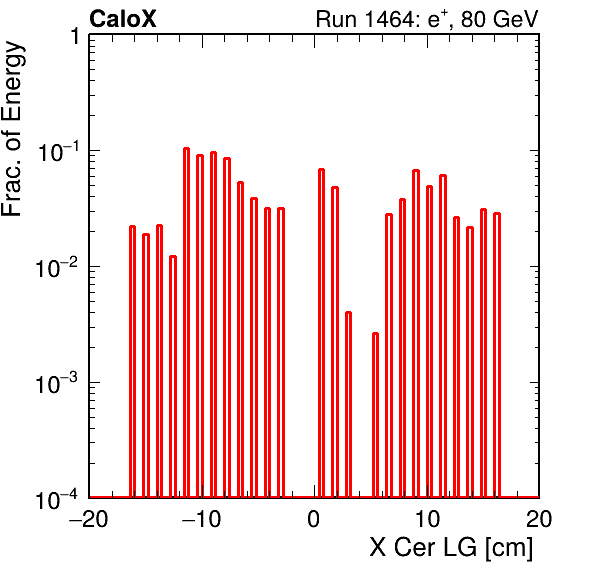 CaloX Run 1464: e⁺, 80 GeV
Frac. of Energy
1
10⁻¹
10⁻²
10⁻³
10⁻⁴
−20 −10 0 10 20
X Cer LG [cm]